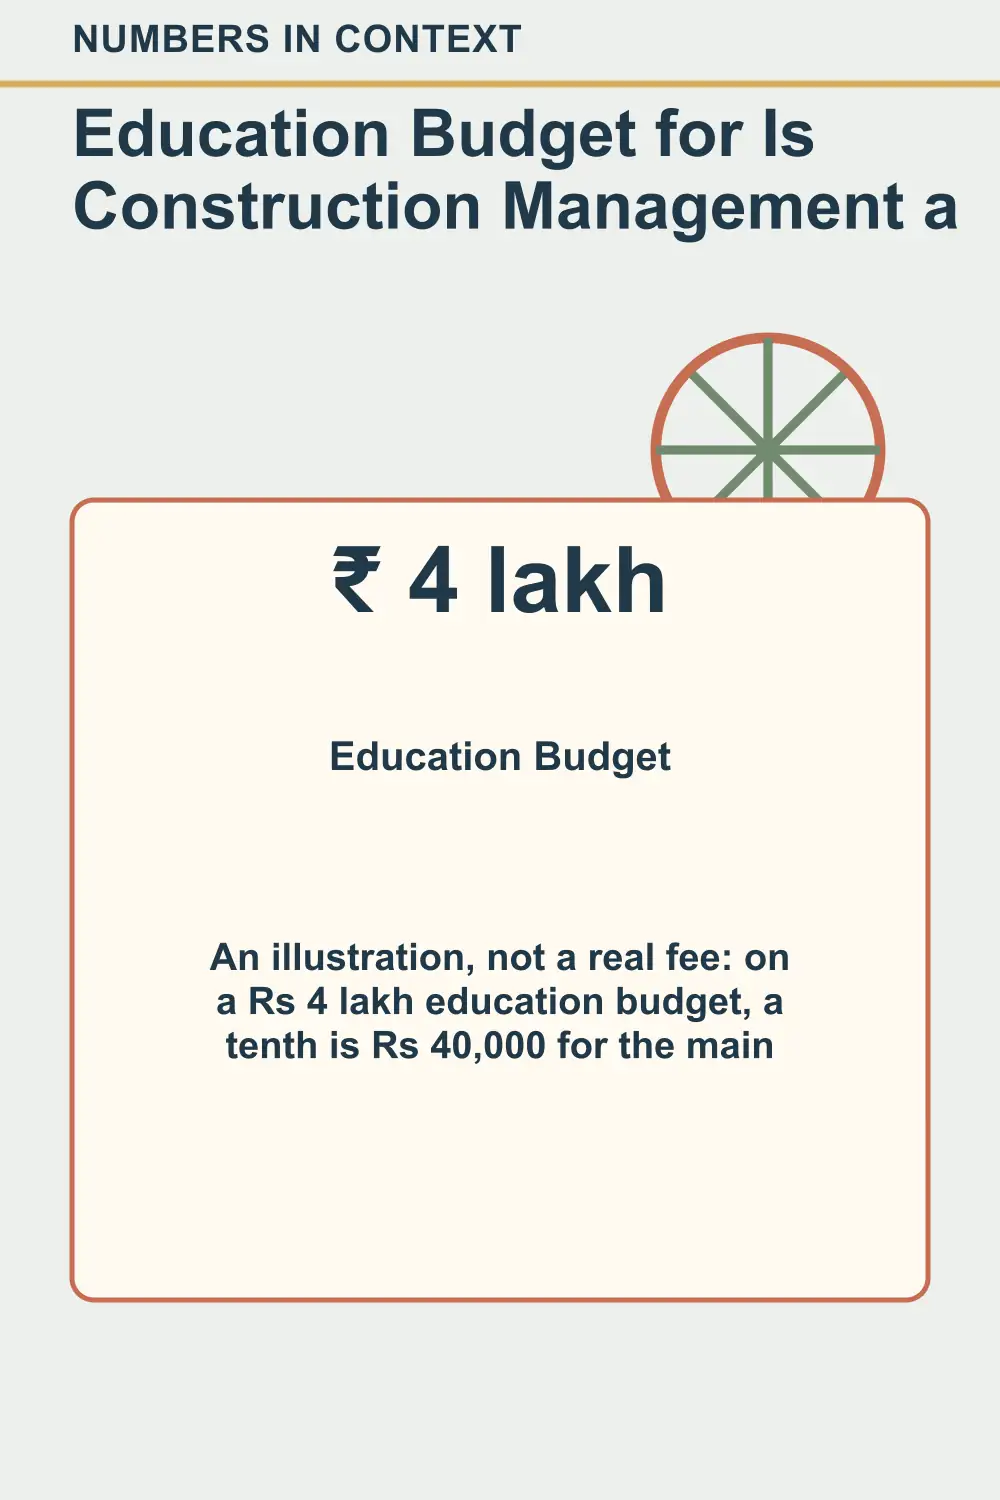 NUMBERS IN CONTEXT
Education Budget for Is
Construction Management a
₹ 4 lakh
Education Budget
An illustration, not a real fee: on
a Rs 4 lakh education budget, a
tenth is Rs 40,000 for the main